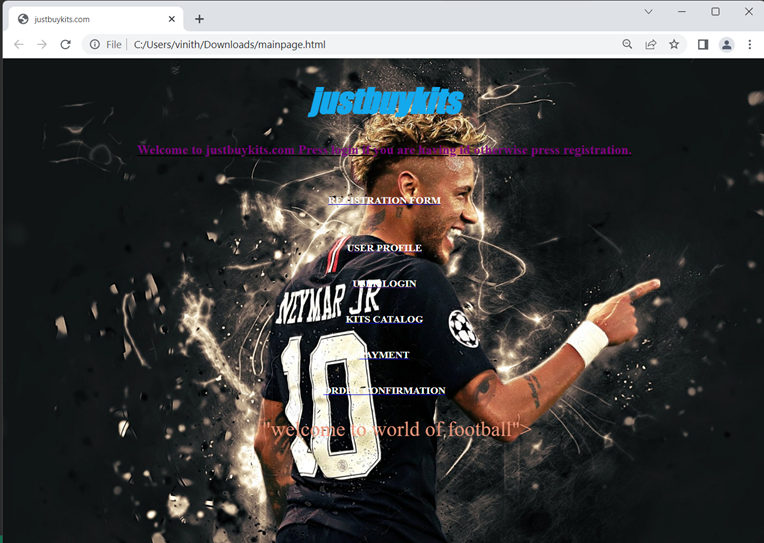 justbuykits.com
File C:/Users/vinith/Downloads/mainpage.html
justbuykits
Welcome to justbuykits.com Press login if you are having id otherwise press registration.
REGISTRATION FORM
USER PROFILE
USER LOGIN
NEYMAR JR
KITS CATALOG
PAYMENT
ORDER CONFIRMATION
10
"welcome to world of football">